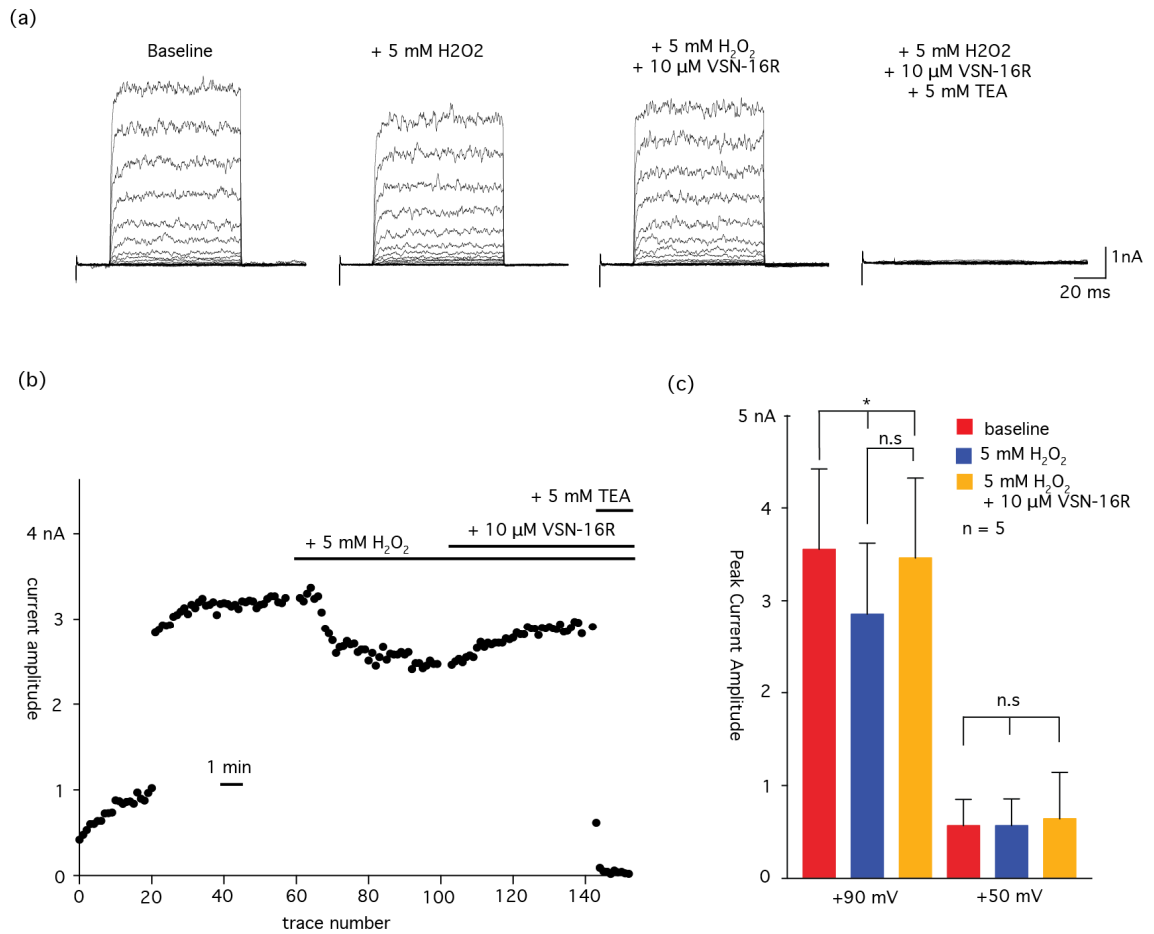 (a)
Baseline
+ 5 mM H2O2
+ 5 mM H₂O₂
+ 10 µM VSN-16R
+ 5 mM H2O2
+ 10 µM VSN-16R
+ 5 mM TEA
1nA
20 ms
(b)
+ 5 mM TEA
+ 10 µM VSN-16R
+ 5 mM H₂O₂
4 nA
3
2
1
0
current amplitude
1 min
0
20
40
60
80
100
120
140
trace number
(c)
5 nA
4
3
2
1
0
Peak Current Amplitude
*
n.s
n.s
baseline
5 mM H₂O₂
5 mM H₂O₂
+ 10 µM VSN-16R
n = 5
+90 mV
+50 mV